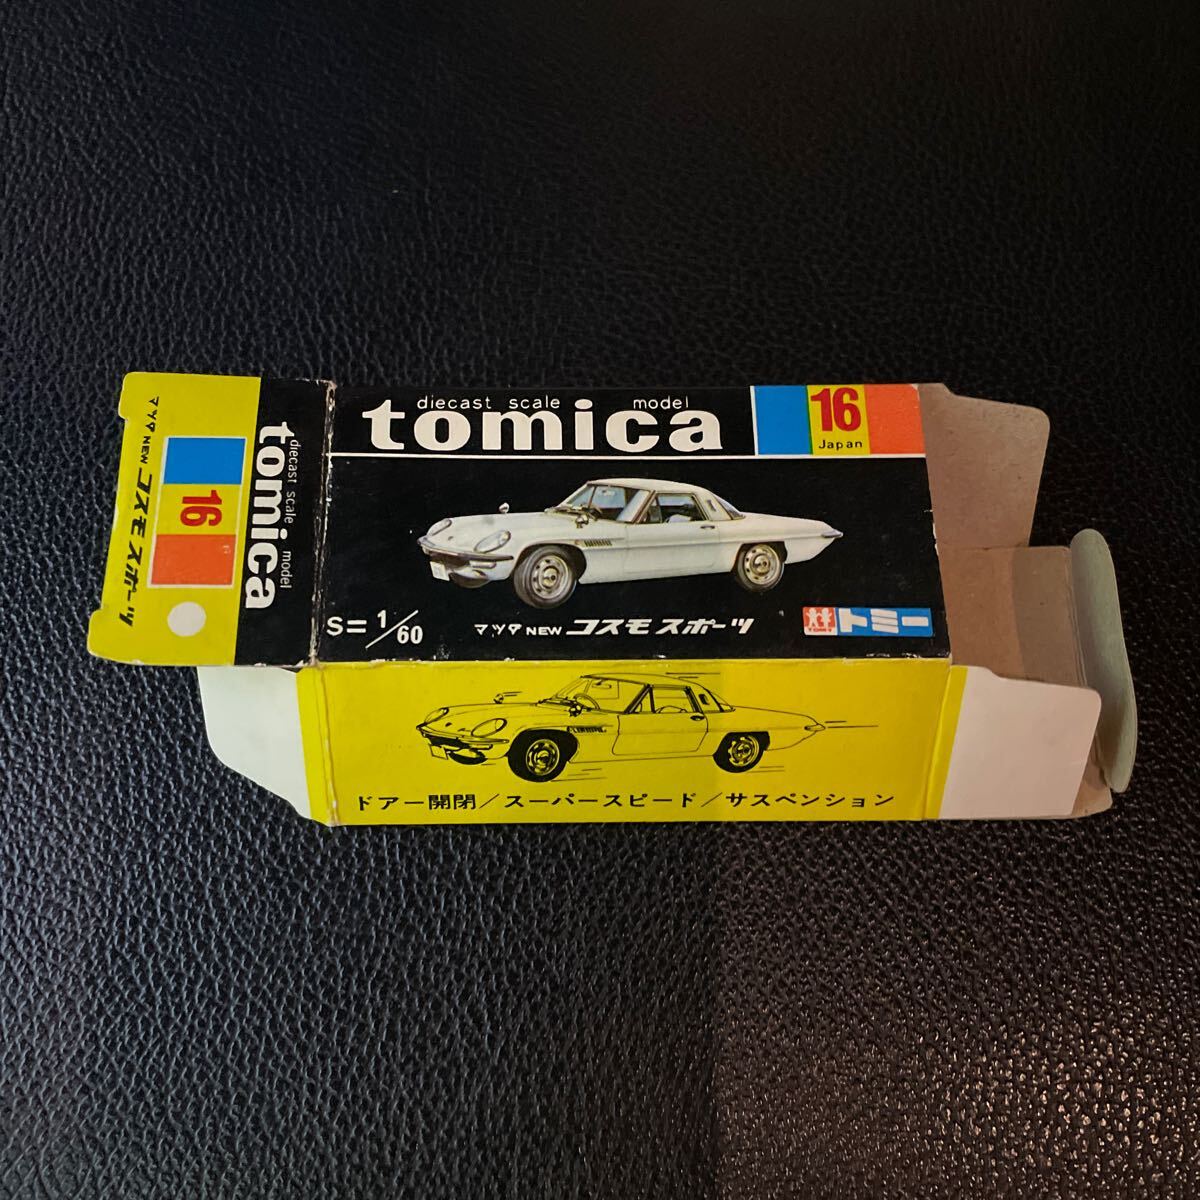 diecast scale model
tomica
16
Japan
S=1/60
マツダ NEW コスモ スポーツ
TOMY
トミー
ドアー開閉/スーパースピード/サスペンション
diecast scale model
tomica
16
マツダ NEW コスモ スポーツ